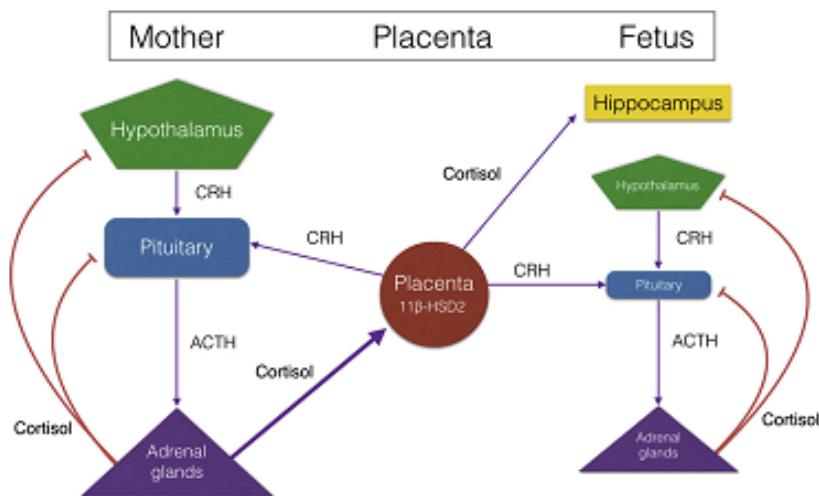 Mother Placenta Fetus
Hippocampus
Hypothalamus
Cortisol
Hypothalamus
CRH
CRH
CRH
Pituitary
Placenta
11β-HSD2
CRH
Pituitary
ACTH
ACTH
Cortisol
Cortisol
Cortisol
Adrenal
glands
Adrenal
glands